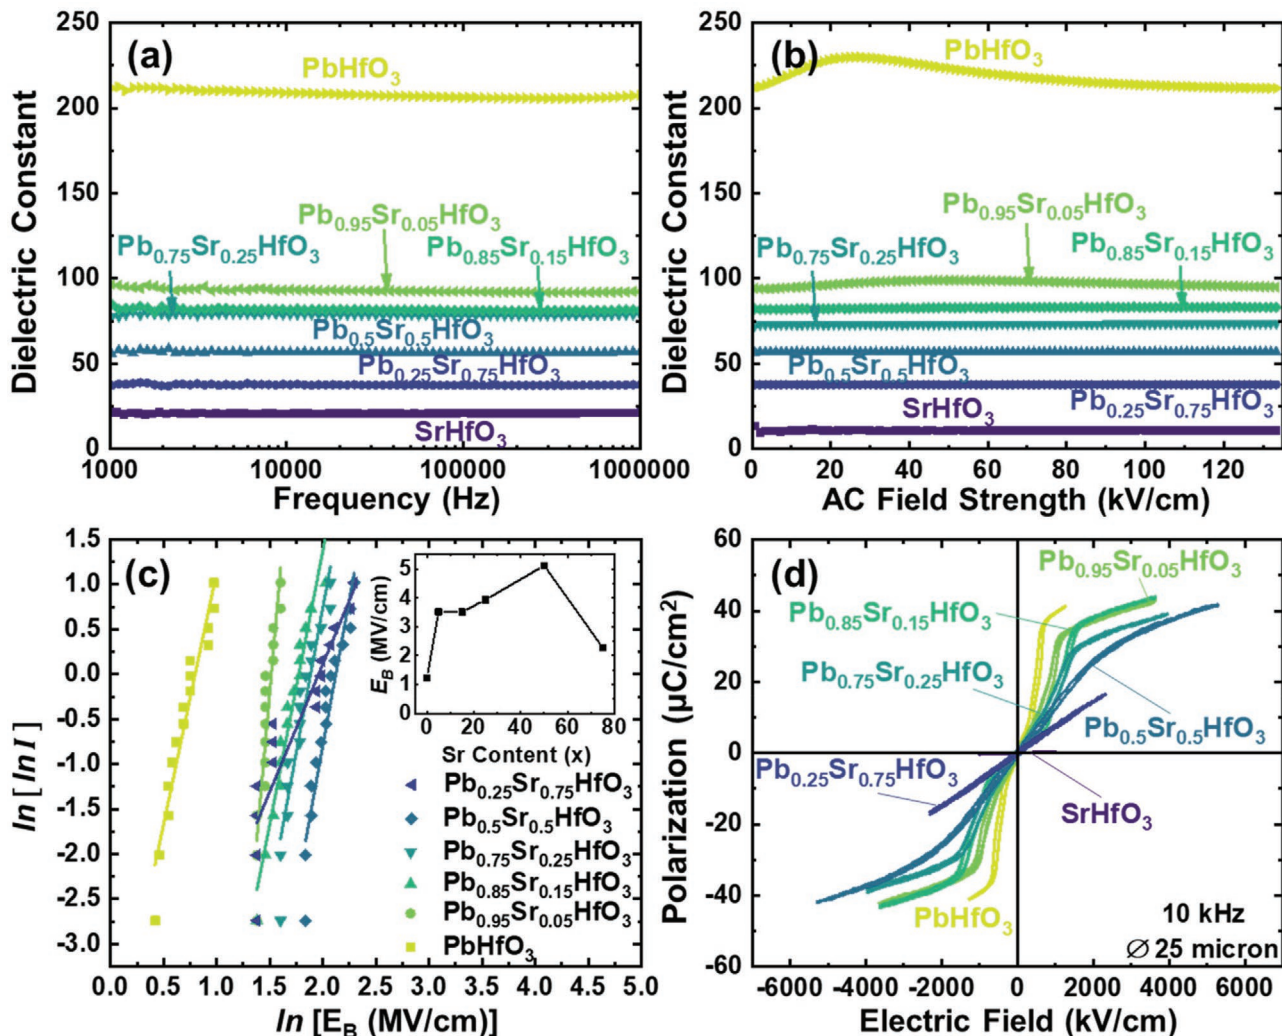 (a)
PbHfO3
Pb0.95Sr0.05HfO3
Pb0.75Sr0.25HfO3
Pb0.85Sr0.15HfO3
Pb0.5Sr0.5HfO3
Pb0.25Sr0.75HfO3
SrHfO3
Dielectric Constant
250
200
150
100
50
0
1000 10000 100000 1000000
Frequency (Hz)
(b)
PbHfO3
Pb0.95Sr0.05HfO3
Pb0.75Sr0.25HfO3
Pb0.85Sr0.15HfO3
Pb0.5Sr0.5HfO3
Pb0.25Sr0.75HfO3
SrHfO3
Dielectric Constant
250
200
150
100
50
0
0 20 40 60 80 100 120
AC Field Strength (kV/cm)
(c)
ln [lnI]
1.5
1.0
0.5
0.0
-0.5
-1.0
-1.5
-2.0
-2.5
-3.0
0.0 0.5 1.0 1.5 2.0 2.5 3.0 3.5 4.0 4.5 5.0
ln [EB (MV/cm)]
EB (MV/cm)
5
4
3
2
1
0
0 20 40 60 80
Sr Content (x)
Pb0.25Sr0.75HfO3
Pb0.5Sr0.5HfO3
Pb0.75Sr0.25HfO3
Pb0.85Sr0.15HfO3
Pb0.95Sr0.05HfO3
PbHfO3
(d)
Pb0.95Sr0.05HfO3
Pb0.85Sr0.15HfO3
Pb0.75Sr0.25HfO3
Pb0.5Sr0.5HfO3
Pb0.25Sr0.75HfO3
SrHfO3
PbHfO3
10 kHz
∅ 25 micron
Polarization (μC/cm2)
60
40
20
0
-20
-40
-60
-6000 -4000 -2000 0 2000 4000 6000
Electric Field (kV/cm)